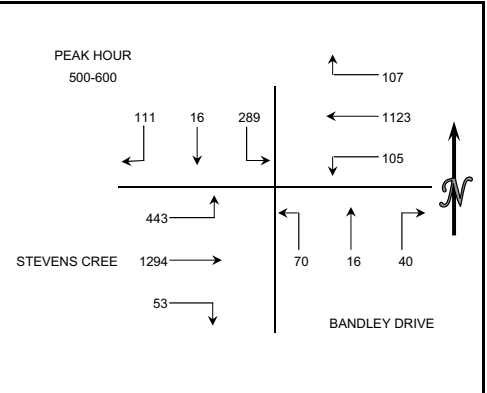 PEAK HOUR
500-600
107
111 16 289
1123
105
443
STEVENS CREE 1294
70 16 40
53
BANDLEY DRIVE
N